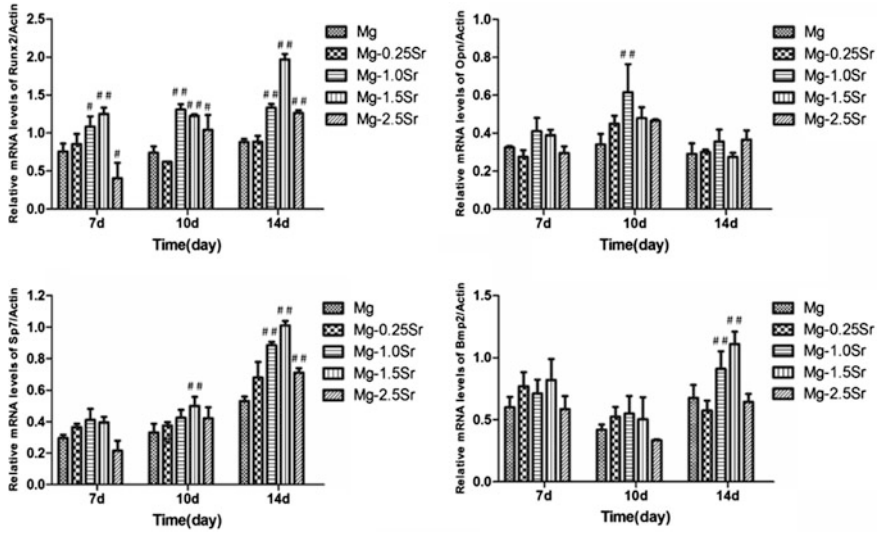 Relative mRNA levels of Runx2/Actin
2.5
2.0
1.5
1.0
0.5
0.0
# # # #
# # # # #
# # # # # #
7d 10d 14d
Time(day)
Mg
Mg-0.25Sr
Mg-1.0Sr
Mg-1.5Sr
Mg-2.5Sr
Relative mRNA levels of Opn/Actin
1.0
0.8
0.6
0.4
0.2
0.0
# #
7d 10d 14d
Time(day)
Mg
Mg-0.25Sr
Mg-1.0Sr
Mg-1.5Sr
Mg-2.5Sr
Relative mRNA levels of Sp7/Actin
1.2
1.0
0.8
0.6
0.4
0.2
0.0
# #
# # # # # #
7d 10d 14d
Time(day)
Mg
Mg-0.25Sr
Mg-1.0Sr
Mg-1.5Sr
Mg-2.5Sr
Relative mRNA levels of Bmp2/Actin
1.5
1.0
0.5
0.0
# # # #
7d 10d 14d
Time(day)
Mg
Mg-0.25Sr
Mg-1.0Sr
Mg-1.5Sr
Mg-2.5Sr